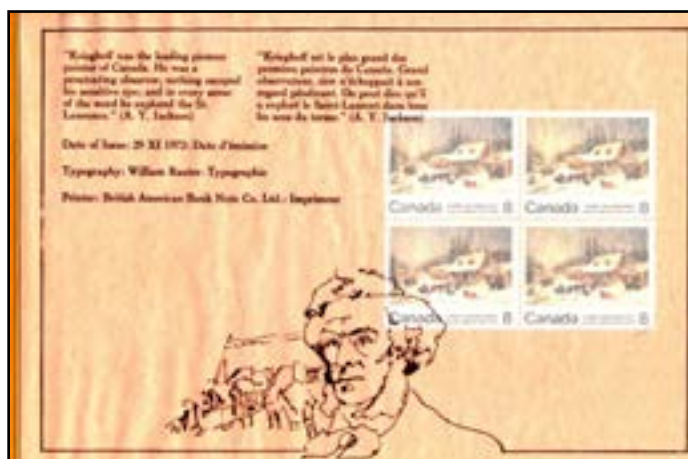 "Krieghoff was the leading pioneer
painter of Canada. He was a
penetrating observer, nothing escaped
his sensitive eye; and in every sense
of the word he explored the St.
Lawrence." (A. Y. Jackson)
"Krieghoff est le plus grand des
premiers peintres du Canada. Grand
observateur, rien n'échappait à son
regard pénétrant. On peut dire qu'il
a exploré le Saint-Laurent dans tous
les sens du terme." (A. Y. Jackson)
Date of Issue: 29 XI 1972: Date d'émission
Typography: William Rueter: Typographie
Printer: British American Bank Note Co. Ltd.: Imprimeur
Canada 8
Canada 8
Canada 8
Canada 8